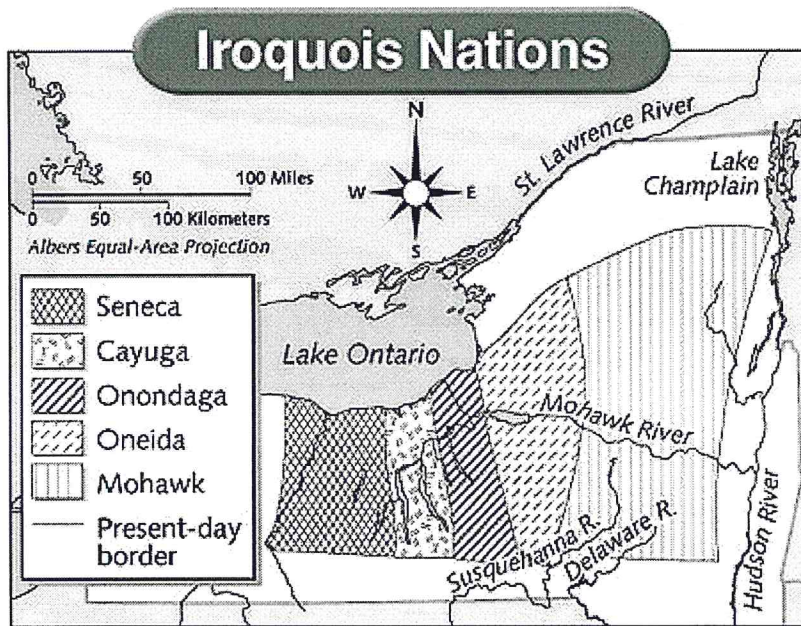 Iroquois Nations
N
W
E
S
0 50 100 Miles
0 50 100 Kilometers
Albers Equal-Area Projection
St. Lawrence River
Lake
Champlain
Seneca
Cayuga
Onondaga
Oneida
Mohawk
Present-day
border
Lake Ontario
Mohawk River
Susquehanna R.
Delaware R.
Hudson River